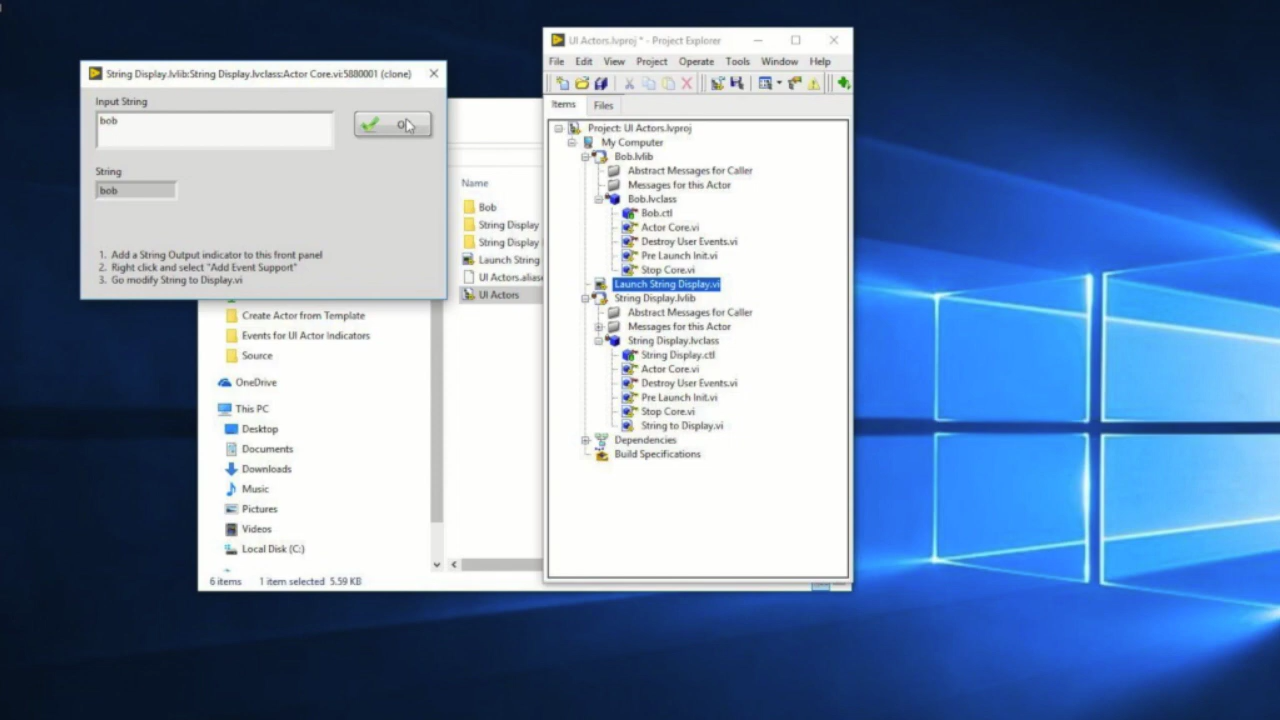 String Display.lvlib:String Display.lvclass:Actor Core.vi:5880001 (clone)
Input String
bob
String
bob
1. Add a String Output indicator to this front panel
2. Right click and select "Add Event Support"
3. Go modify String to Display.vi
Create Actor from Template
Events for UI Actor Indicators
Source
OneDrive
This PC
Desktop
Documents
Downloads
Music
Pictures
Videos
Local Disk (C:)
6 items 1 item selected 5.59 KB
Name
Bob
String Display
String Display
Launch String
UI Actors.alias
UI Actors
UI Actors.lvproj * - Project Explorer
File Edit View Project Operate Tools Window Help
Items Files
Project: UI Actors.lvproj
My Computer
Bob.lvlib
Abstract Messages for Caller
Messages for this Actor
Bob.lvclass
Bob.ctl
Actor Core.vi
Destroy User Events.vi
Pre Launch Init.vi
Stop Core.vi
Launch String Display.vi
String Display.lvlib
Abstract Messages for Caller
Messages for this Actor
String Display.lvclass
String Display.ctl
Actor Core.vi
Destroy User Events.vi
Pre Launch Init.vi
Stop Core.vi
String to Display.vi
Dependencies
Build Specifications